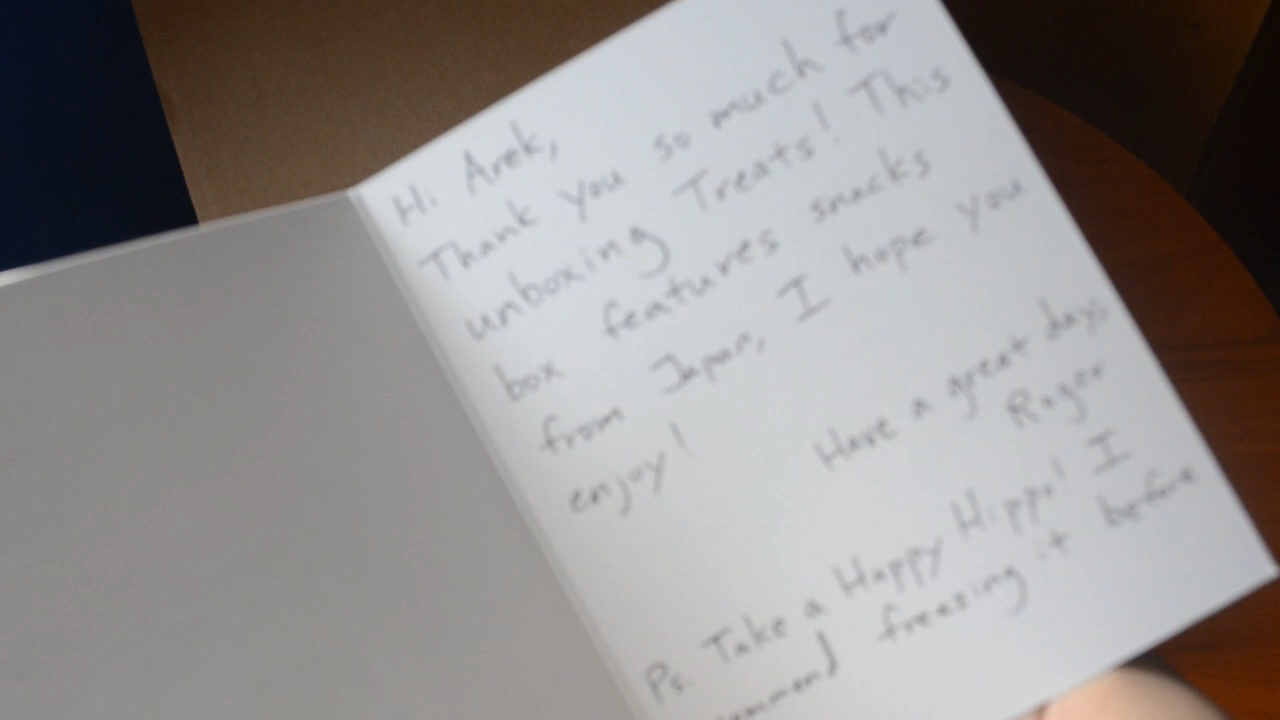 Hi Arek,
Thank you so much for
unboxing Treats! This
box features snacks
from Japan, I hope you
enjoy!
Have a great day,
Roger
Ps. Take a Happy Hippo! I
freezing it before